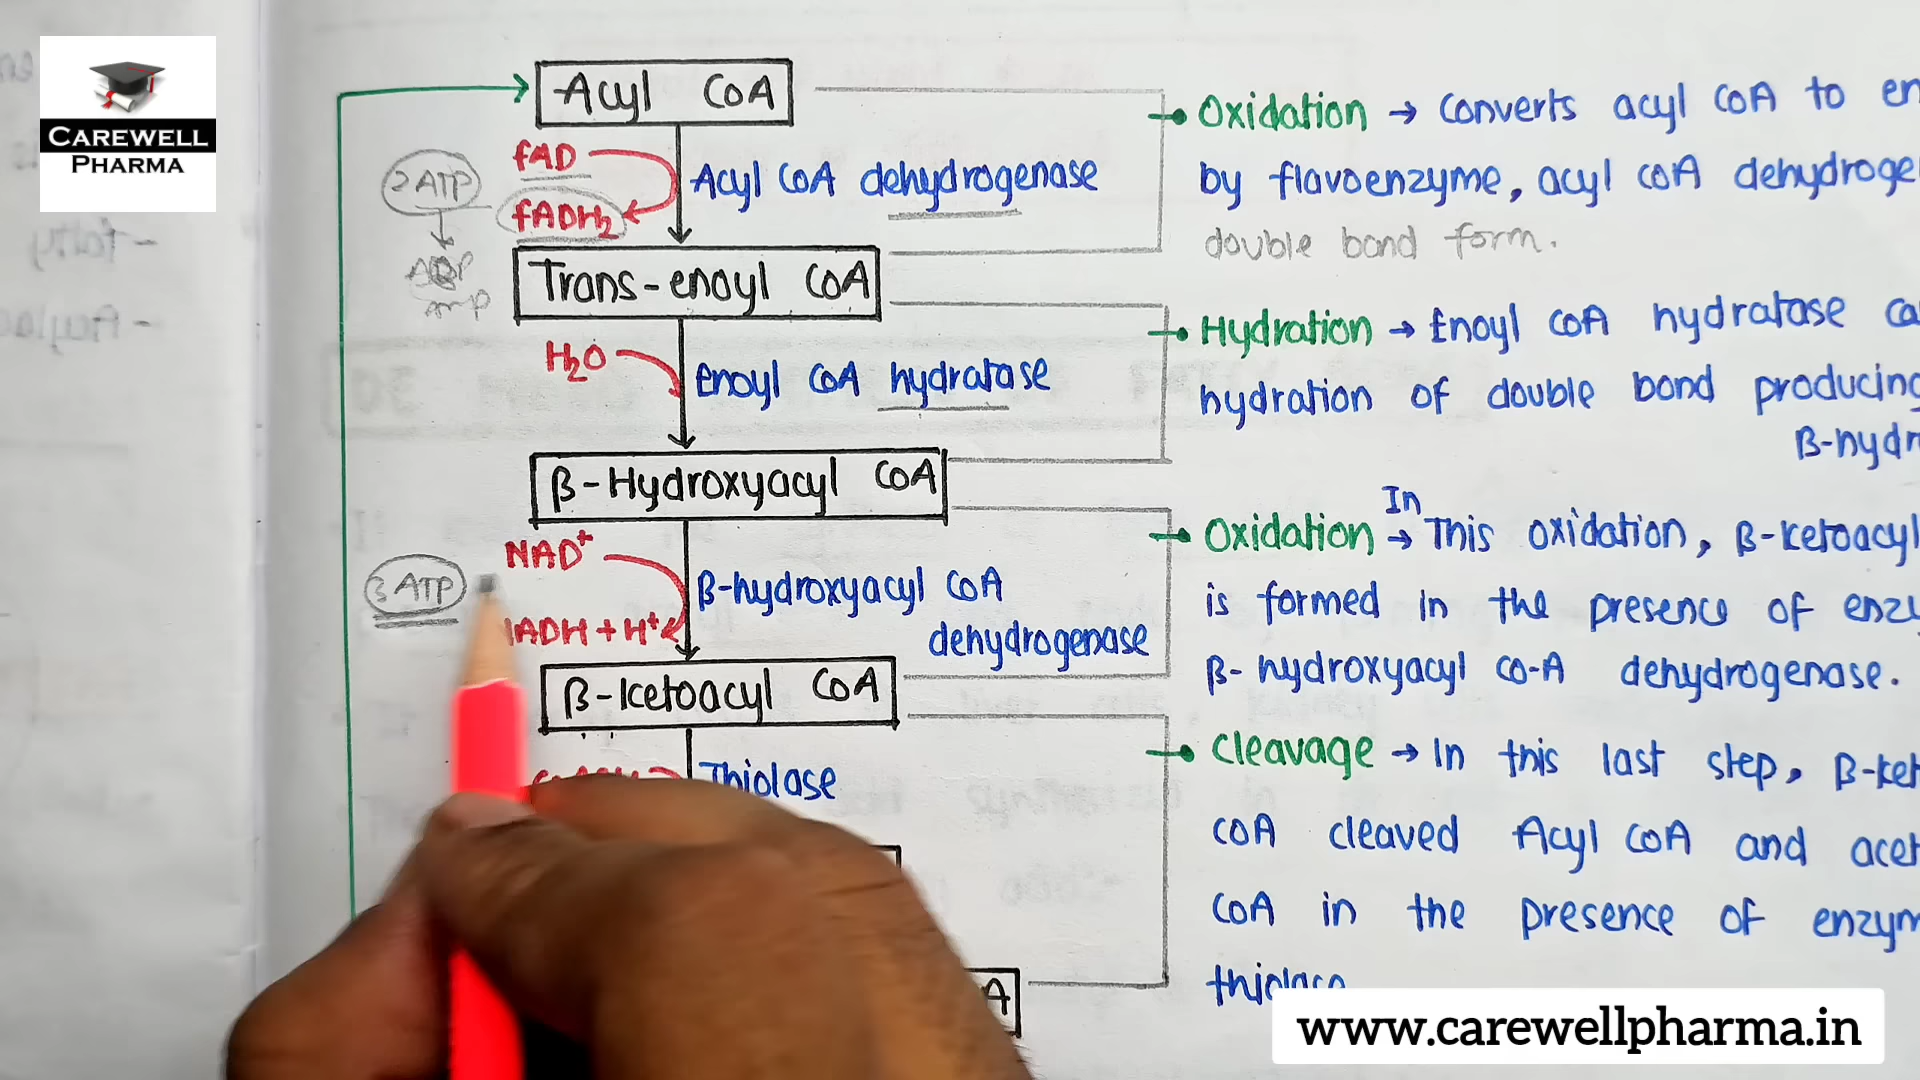 CAREWELL
PHARMA
Acyl CoA
fAD
2 ATP
fADH₂
Acyl CoA dehydrogenase
Trans-enoyl CoA
H₂O
Enoyl CoA hydratase
β-Hydroxyacyl CoA
NAD⁺
3 ATP
NADH + H⁺
β-hydroxyacyl CoA
dehydrogenase
β-ketoacyl CoA
Thiolase
A
Oxidation → Converts acyl CoA to en
by flavoenzyme, acyl CoA dehydroge
double bond form.
Hydration → Enoyl CoA hydratase ca
hydration of double bond producing
β-hydr
In
Oxidation → This oxidation, β-ketoacyl
is formed in the presence of enzy
β- hydroxyacyl co-A dehydrogenase.
Cleavage → In this last step, β-ket
CoA cleaved Acyl CoA and acet
CoA in the presence of enzym
thiolase
www.carewellpharma.in